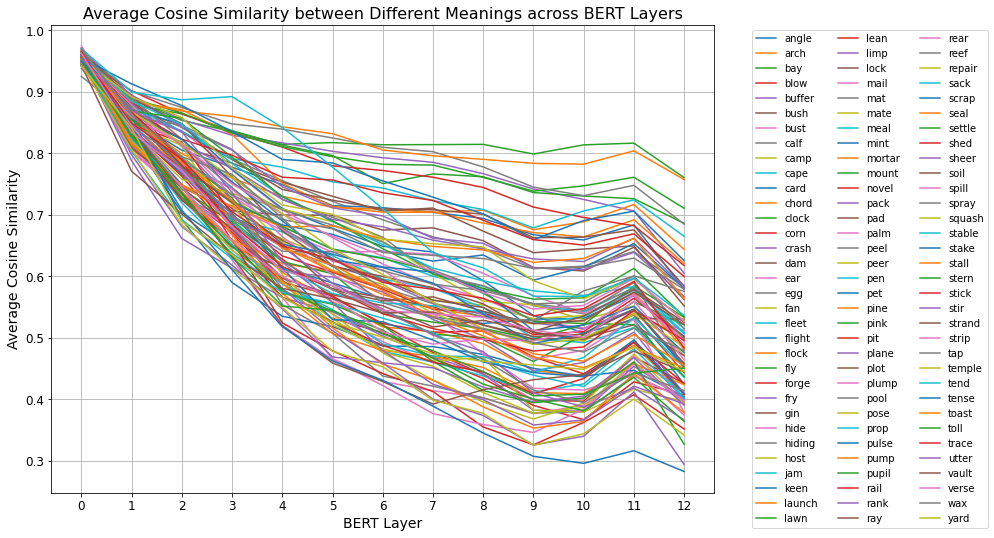 Average Cosine Similarity between Different Meanings across BERT Layers
Average Cosine Similarity
1.0
0.9
0.8
0.7
0.6
0.5
0.4
0.3
0 1 2 3 4 5 6 7 8 9 10 11 12
BERT Layer
angle
arch
bay
blow
buffer
bush
bust
calf
camp
cape
card
chord
clock
corn
crash
dam
ear
egg
fan
fleet
flight
flock
fly
forge
fry
gin
hide
hiding
host
jam
keen
launch
lawn
lean
limp
lock
mail
mat
mate
meal
mint
mortar
mount
novel
pack
pad
palm
peel
peer
pen
pet
pine
pink
pit
plane
plot
plump
pool
pose
prop
pulse
pump
pupil
rail
rank
ray
rear
reef
repair
sack
scrap
seal
settle
shed
sheer
soil
spill
spray
squash
stable
stake
stall
stern
stick
stir
strand
strip
tap
temple
tend
tense
toast
toll
trace
utter
vault
verse
wax
yard